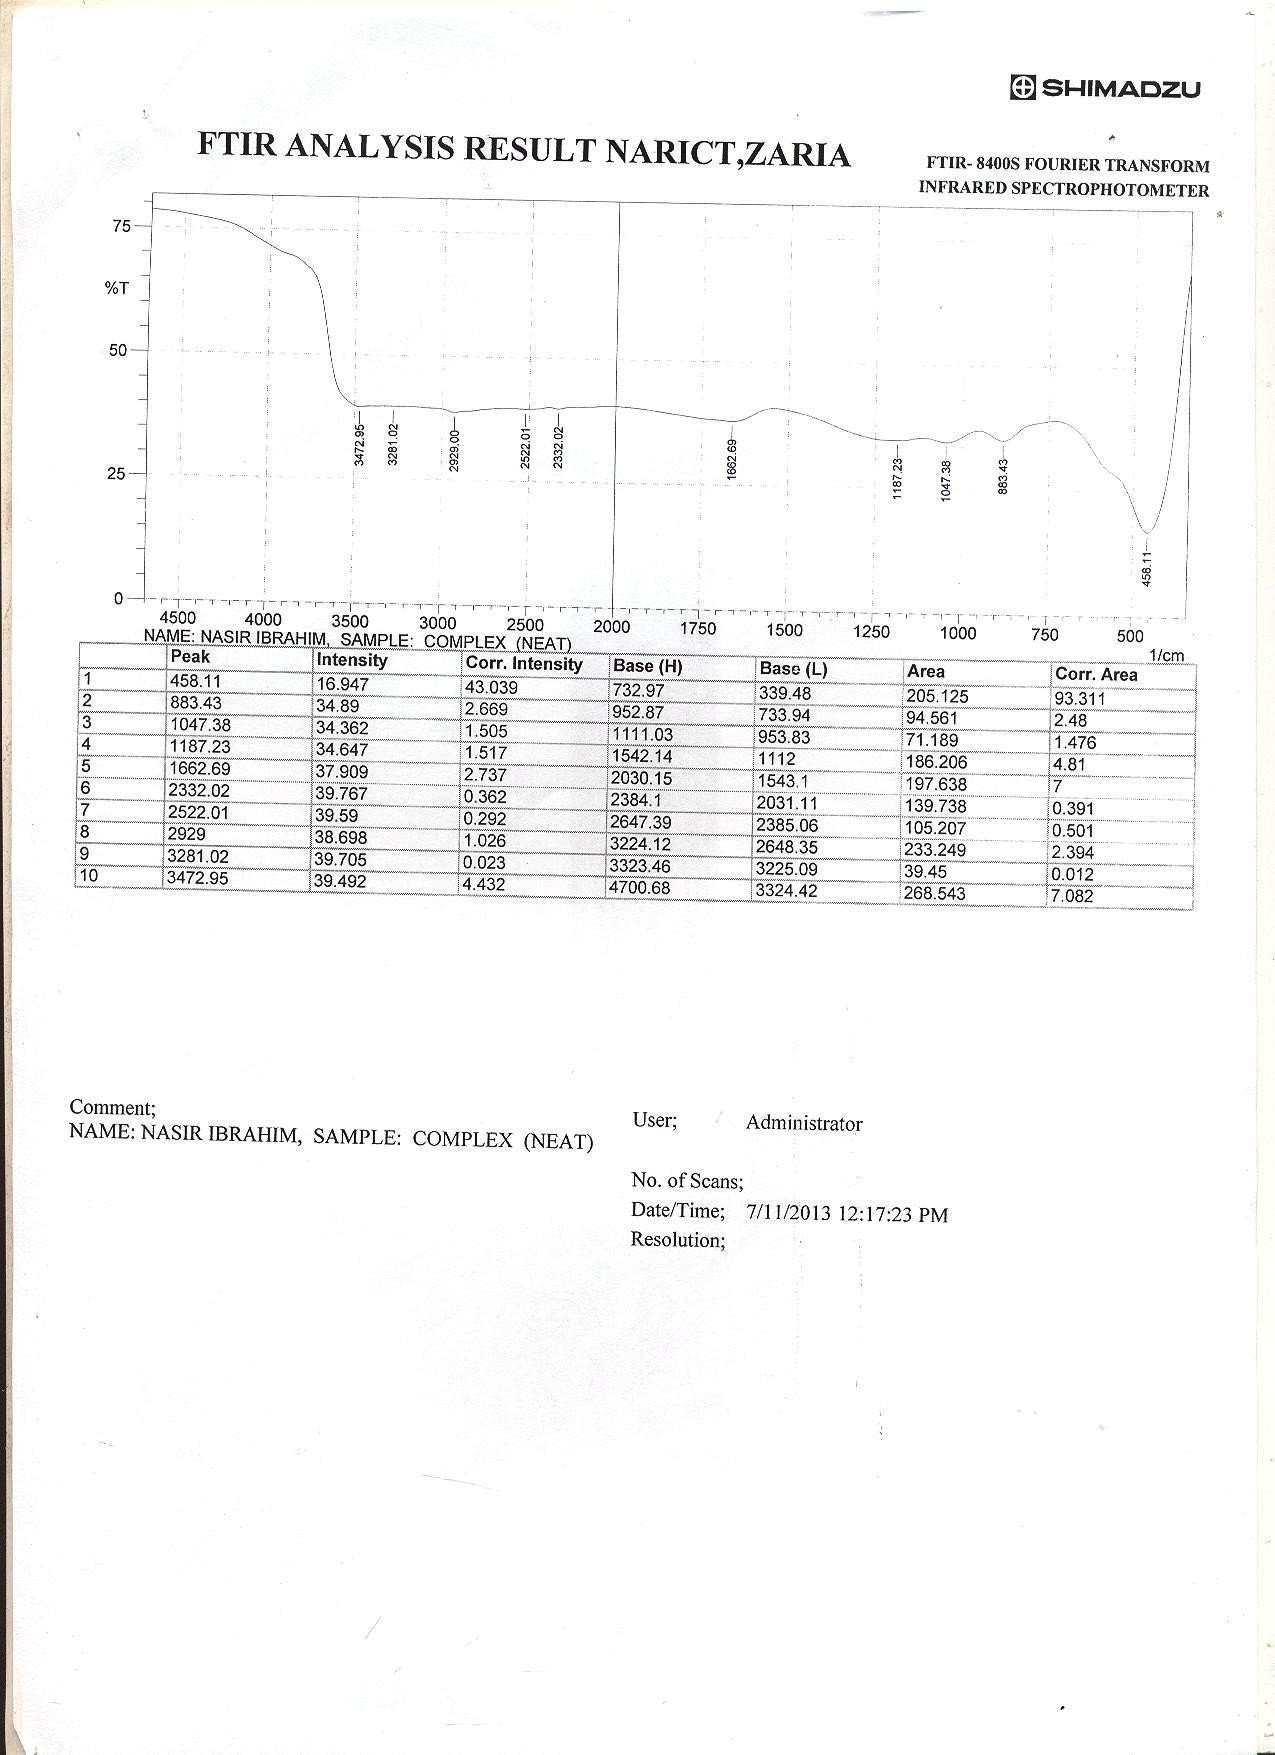 SHIMADZU
FTIR ANALYSIS RESULT NARICT,ZARIA
FTIR- 8400S FOURIER TRANSFORM
INFRARED SPECTROPHOTOMETER
75
%T
50
25
0
3472.95
3281.02
2929.00
2522.01
2332.02
1662.69
1187.23
1047.38
883.43
458.11
4500 4000 3500 3000 2500 2000 1750 1500 1250 1000 750 500
1/cm
NAME: NASIR IBRAHIM, SAMPLE: COMPLEX (NEAT)
Peak Intensity Corr. Intensity Base (H) Base (L) Area Corr. Area
1 458.11 16.947 43.039 732.97 339.48 205.125 93.311
2 883.43 34.89 2.669 952.87 733.94 94.561 2.48
3 1047.38 34.362 1.505 1111.03 953.83 71.189 1.476
4 1187.23 34.647 1.517 1542.14 1112 186.206 4.81
5 1662.69 37.909 2.737 2030.15 1543.1 197.638 7
6 2332.02 39.767 0.362 2384.1 2031.11 139.738 0.391
7 2522.01 39.59 0.292 2647.39 2385.06 105.207 0.501
8 2929 38.698 1.026 3224.12 2648.35 233.249 2.394
9 3281.02 39.705 0.023 3323.46 3225.09 39.45 0.012
10 3472.95 39.492 4.432 4700.68 3324.42 268.543 7.082
Comment;
NAME: NASIR IBRAHIM, SAMPLE: COMPLEX (NEAT)
User; Administrator
No. of Scans;
Date/Time; 7/11/2013 12:17:23 PM
Resolution;